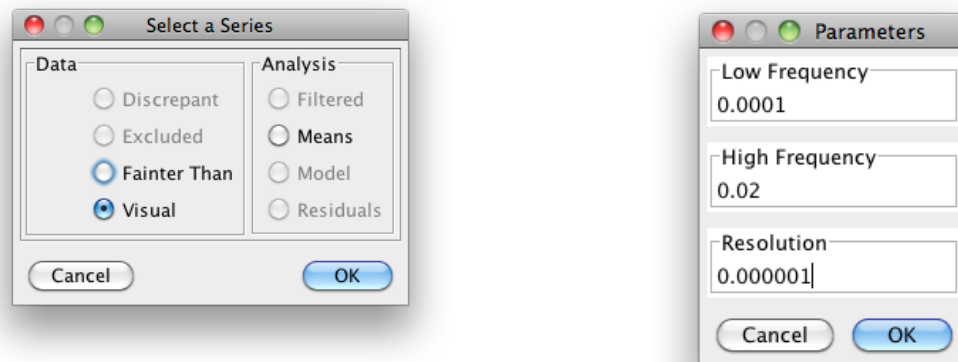 Select a Series
Data
Discrepant
Excluded
Fainter Than
Visual
Analysis
Filtered
Means
Model
Residuals
Cancel
OK
Parameters
Low Frequency
0.0001
High Frequency
0.02
Resolution
0.000001
Cancel
OK